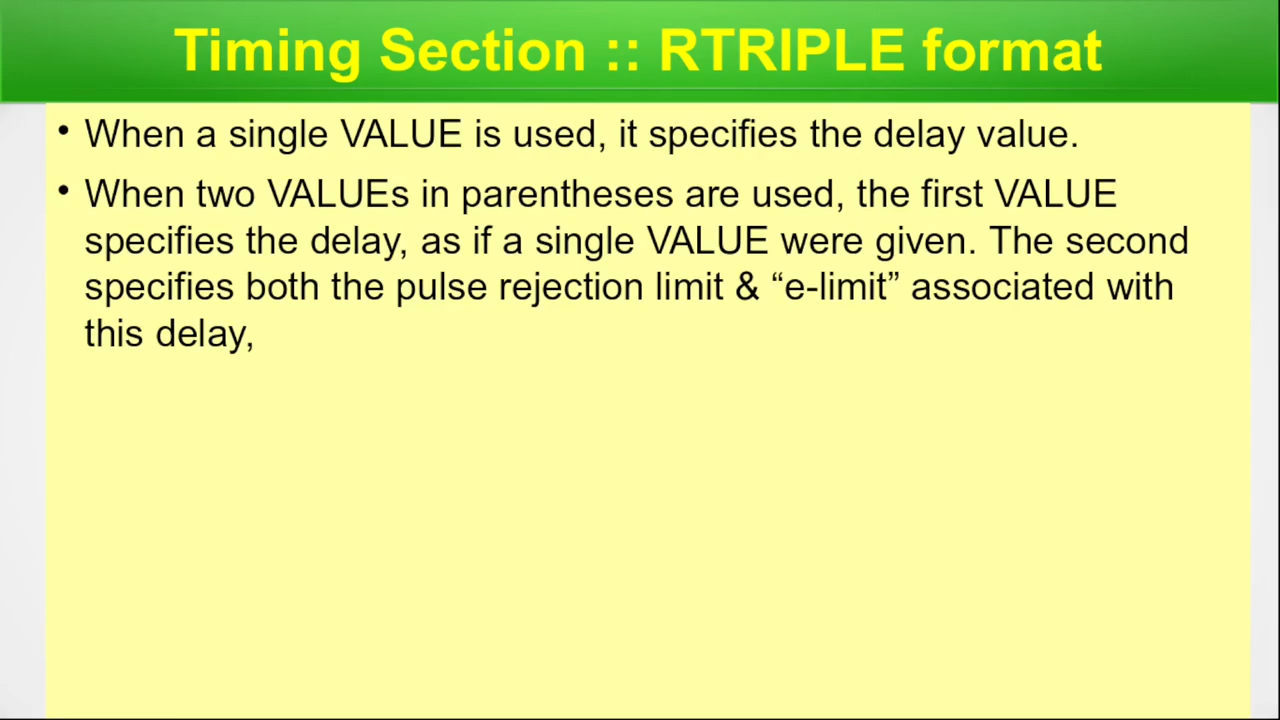 Timing Section :: RTRIPLE format
• When a single VALUE is used, it specifies the delay value.
• When two VALUEs in parentheses are used, the first VALUE
specifies the delay, as if a single VALUE were given. The second
specifies both the pulse rejection limit & “e-limit” associated with
this delay,